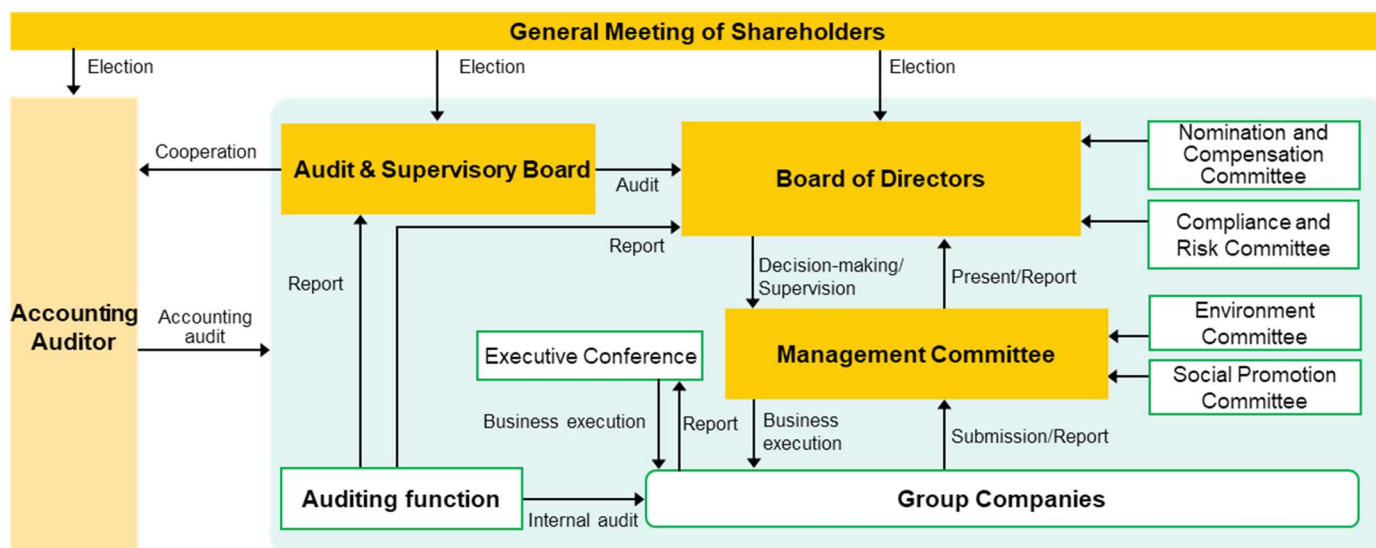 General Meeting of Shareholders
Election
Election
Election
Cooperation
Audit & Supervisory Board
Audit
Board of Directors
Nomination and
Compensation
Committee
Compliance and
Risk Committee
Report
Report
Decision-making/
Supervision
Present/Report
Accounting
Auditor
Accounting
audit
Executive Conference
Management Committee
Environment
Committee
Social Promotion
Committee
Business execution
Report
Business
execution
Submission/Report
Auditing function
Internal audit
Group Companies